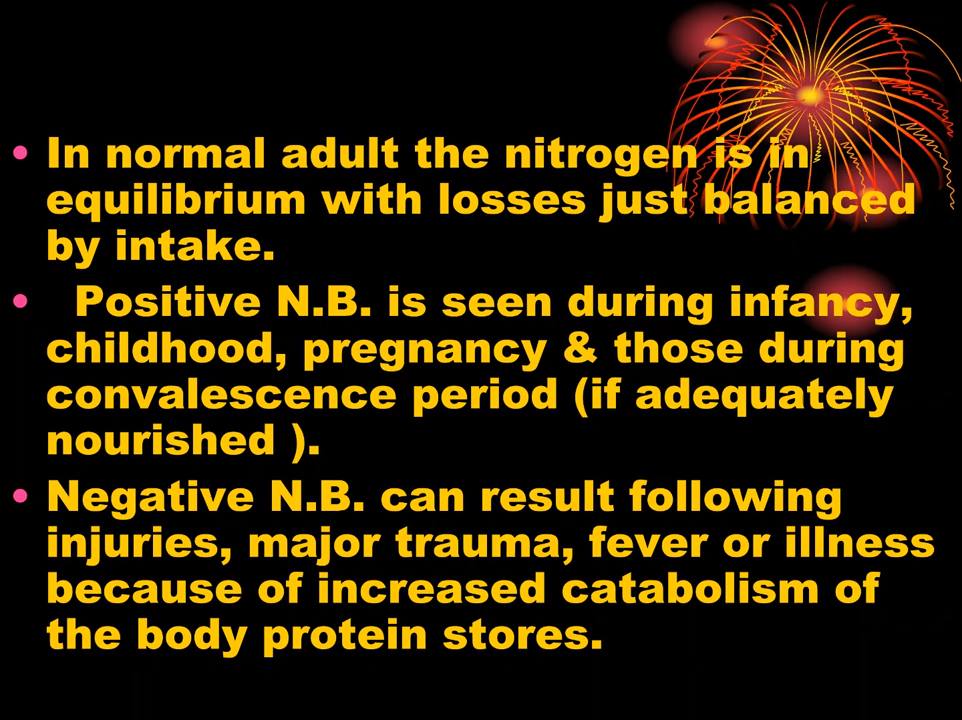 • In normal adult the nitrogen is in
equilibrium with losses just balanced
by intake.
• Positive N.B. is seen during infancy,
childhood, pregnancy & those during
convalescence period (if adequately
nourished ).
• Negative N.B. can result following
injuries, major trauma, fever or illness
because of increased catabolism of
the body protein stores.